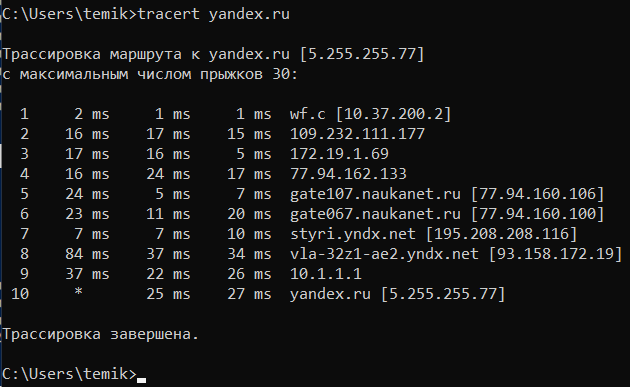 C:\Users\temik>tracert yandex.ru
Трассировка маршрута к yandex.ru [5.255.255.77]
с максимальным числом прыжков 30:
1 2 ms 1 ms 1 ms wf.c [10.37.200.2]
2 16 ms 17 ms 15 ms 109.232.111.177
3 17 ms 16 ms 5 ms 172.19.1.69
4 16 ms 24 ms 17 ms 77.94.162.133
5 24 ms 5 ms 7 ms gate107.naukanet.ru [77.94.160.106]
6 23 ms 11 ms 20 ms gate067.naukanet.ru [77.94.160.100]
7 7 ms 7 ms 10 ms styri.yndx.net [195.208.208.116]
8 84 ms 37 ms 34 ms vla-32z1-ae2.yndx.net [93.158.172.19]
9 37 ms 22 ms 26 ms 10.1.1.1
10 * 25 ms 27 ms yandex.ru [5.255.255.77]
Трассировка завершена.
C:\Users\temik>